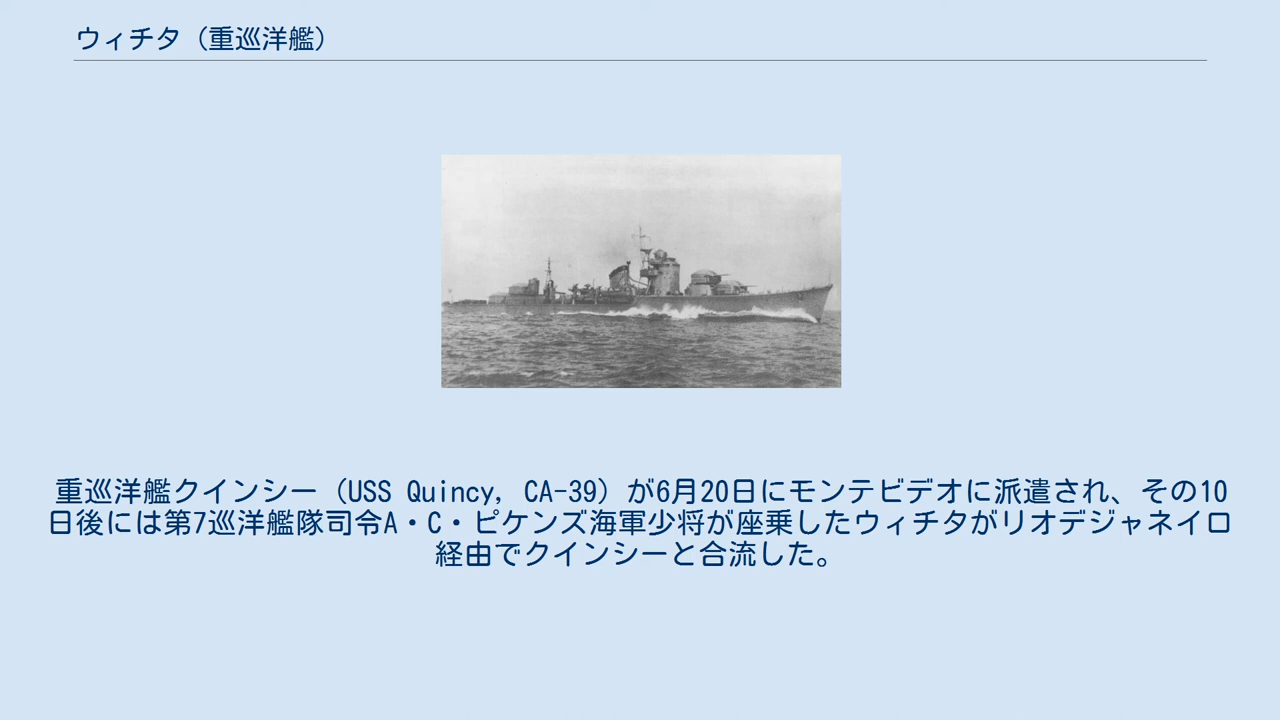 ウィチタ（重巡洋艦）
重巡洋艦クインシー（USS Quincy, CA-39）が6月20日にモンテビデオに派遣され、その10
日後には第7巡洋艦隊司令A・C・ピケンズ海軍少将が座乗したウィチタがリオデジャネイロ
経由でクインシーと合流した。